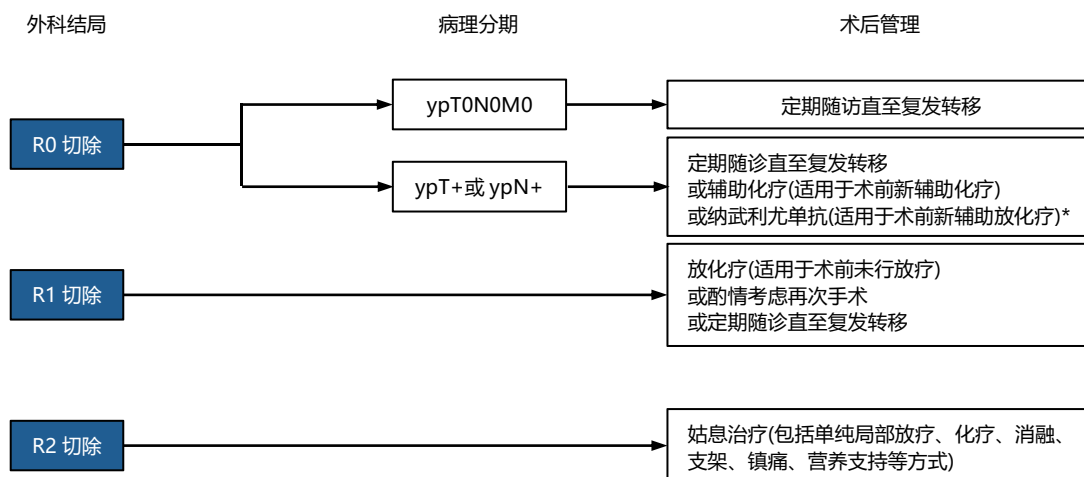 外科结局
病理分期
术后管理
R0 切除
ypT0N0M0
定期随访直至复发转移
ypT+或 ypN+
定期随诊直至复发转移
或辅助化疗(适用于术前新辅助化疗)
或纳武利尤单抗(适用于术前新辅助放化疗)*
R1 切除
放化疗(适用于术前未行放疗)
或酌情考虑再次手术
或定期随诊直至复发转移
R2 切除
姑息治疗(包括单纯局部放疗、化疗、消融、
支架、镇痛、营养支持等方式)